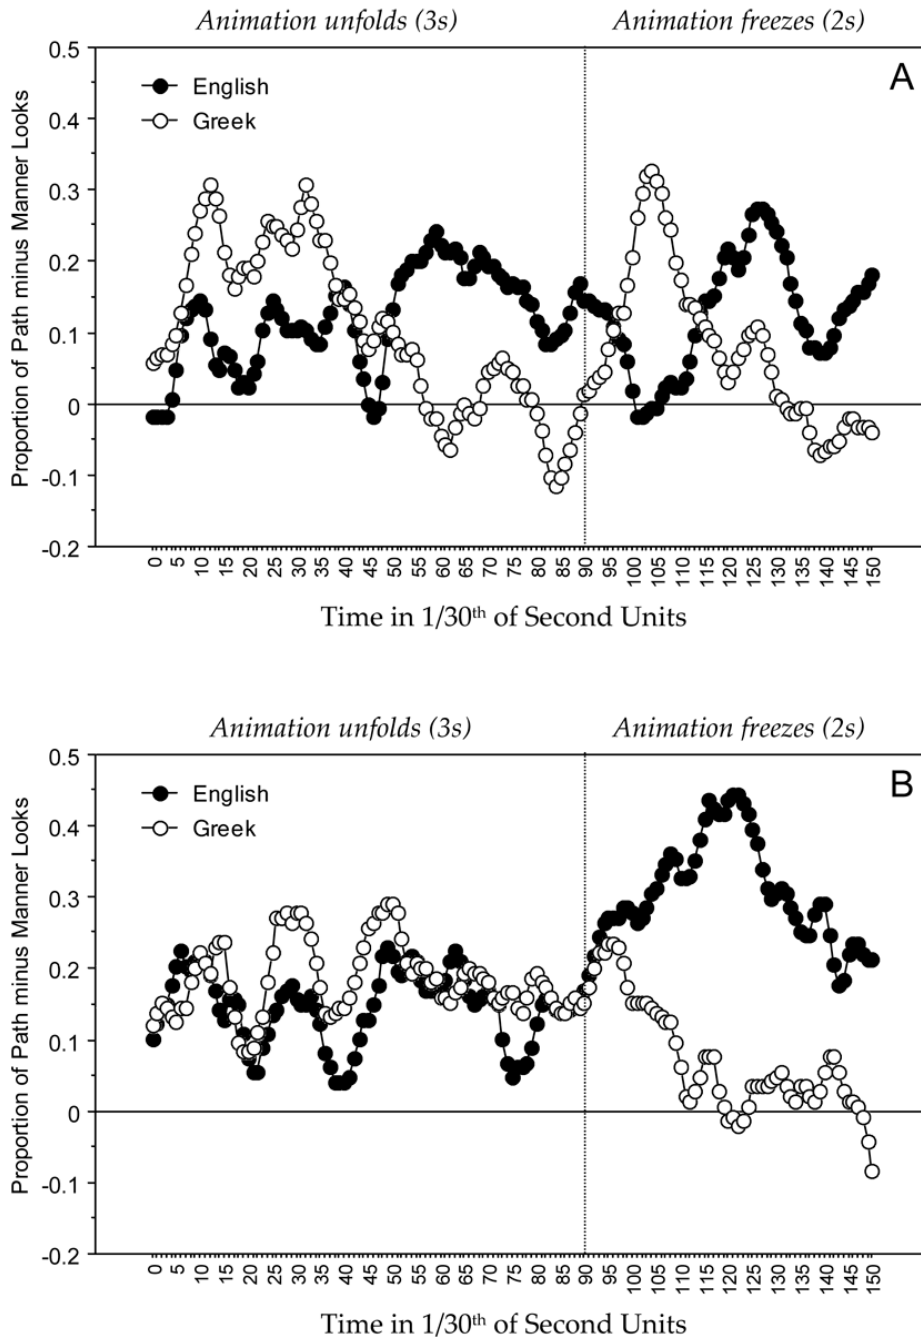 Animation unfolds (3s) Animation freezes (2s)
A
English
Greek
Proportion of Path minus Manner Looks
0.5
0.4
0.3
0.2
0.1
0
-0.1
-0.2
0 5 10 15 20 25 30 35 40 45 50 55 60 65 70 75 80 85 90 95 100 105 110 115 120 125 130 135 140 145 150
Time in 1/30th of Second Units
Animation unfolds (3s) Animation freezes (2s)
B
English
Greek
Proportion of Path minus Manner Looks
0.5
0.4
0.3
0.2
0.1
0
-0.1
-0.2
0 5 10 15 20 25 30 35 40 45 50 55 60 65 70 75 80 85 90 95 100 105 110 115 120 125 130 135 140 145 150
Time in 1/30th of Second Units